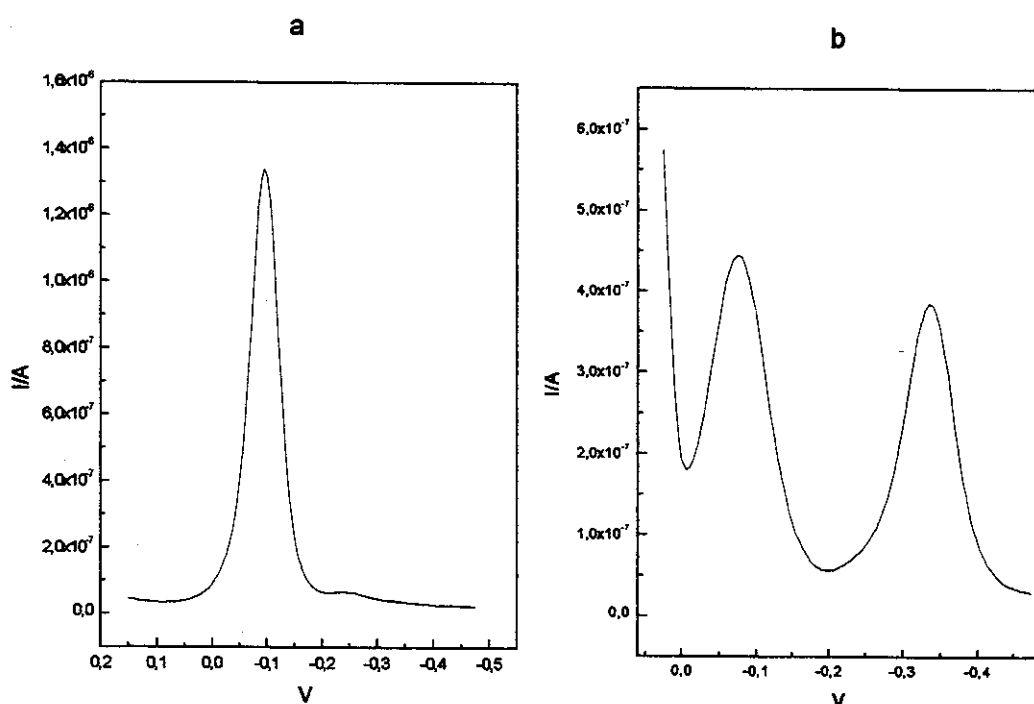 a
1,6x10⁻⁶
1,4x10⁻⁶
1,2x10⁻⁶
1,0x10⁻⁶
8,0x10⁻⁷
6,0x10⁻⁷
4,0x10⁻⁷
2,0x10⁻⁷
0,0
I/A
0,2 0,1 0,0 -0,1 -0,2 -0,3 -0,4 -0,5
V
b
6,0x10⁻⁷
5,0x10⁻⁷
4,0x10⁻⁷
3,0x10⁻⁷
2,0x10⁻⁷
1,0x10⁻⁷
0,0
I/A
0,0 -0,1 -0,2 -0,3 -0,4
V